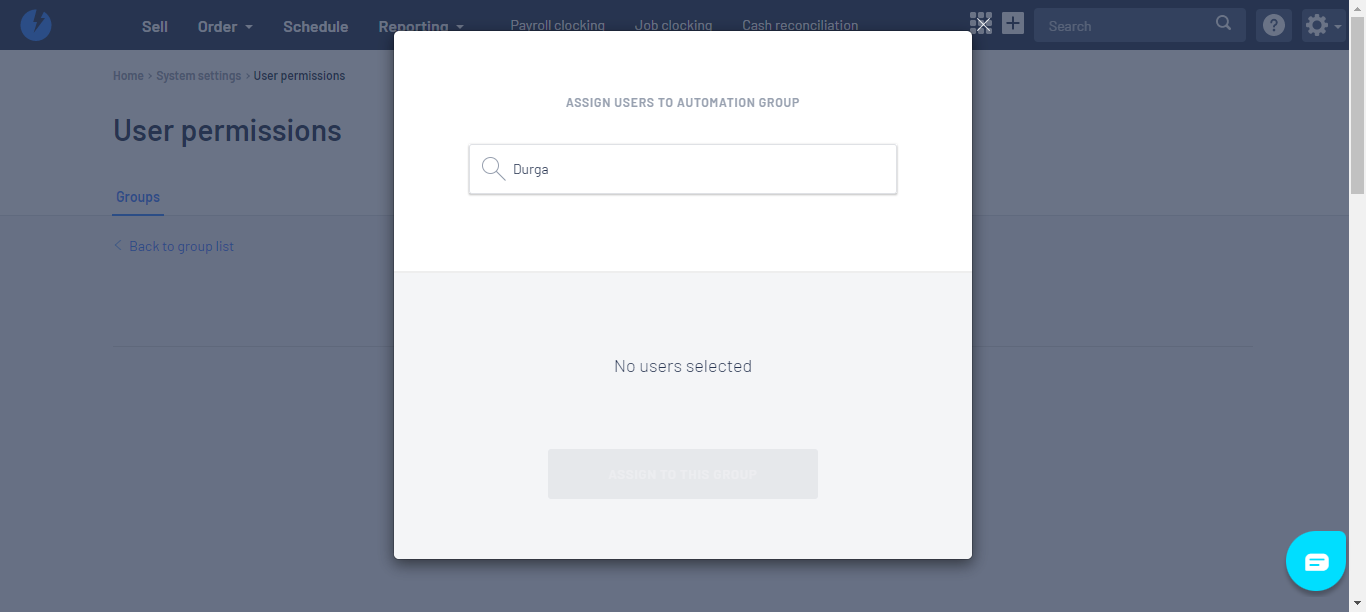 Sell Order Schedule Reporting Payroll clocking Job clocking Cash reconciliation Search
Home › System settings › User permissions
User permissions
Groups
Back to group list
ASSIGN USERS TO AUTOMATION GROUP
Durga
No users selected
ASSIGN TO THIS GROUP